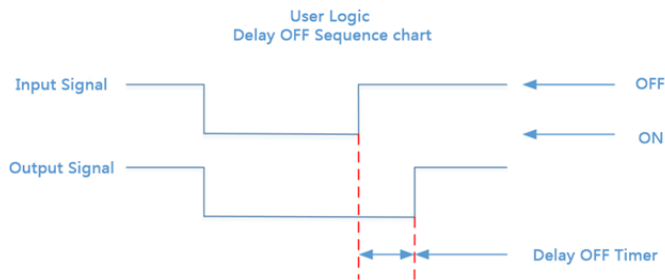 User Logic
Delay OFF Sequence chart
Input Signal
OFF
ON
Output Signal
Delay OFF Timer